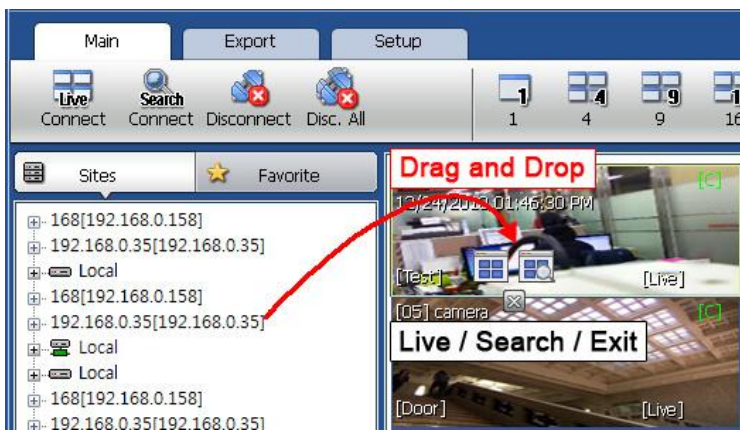 Main Export Setup
Live Search
Connect Connect Disconnect Disc. All 1 4 9 16
1 4 9
Sites Favorite
Drag and Drop
[C]
01:46:30 PM
[Test] [Live]
168[192.168.0.158]
192.168.0.35[192.168.0.35]
Local
168[192.168.0.158]
192.168.0.35[192.168.0.35]
Local
Local
168[192.168.0.158]
192.168.0.35[192.168.0.35]
[05] camera [C]
Live / Search / Exit
[Door] [Live]